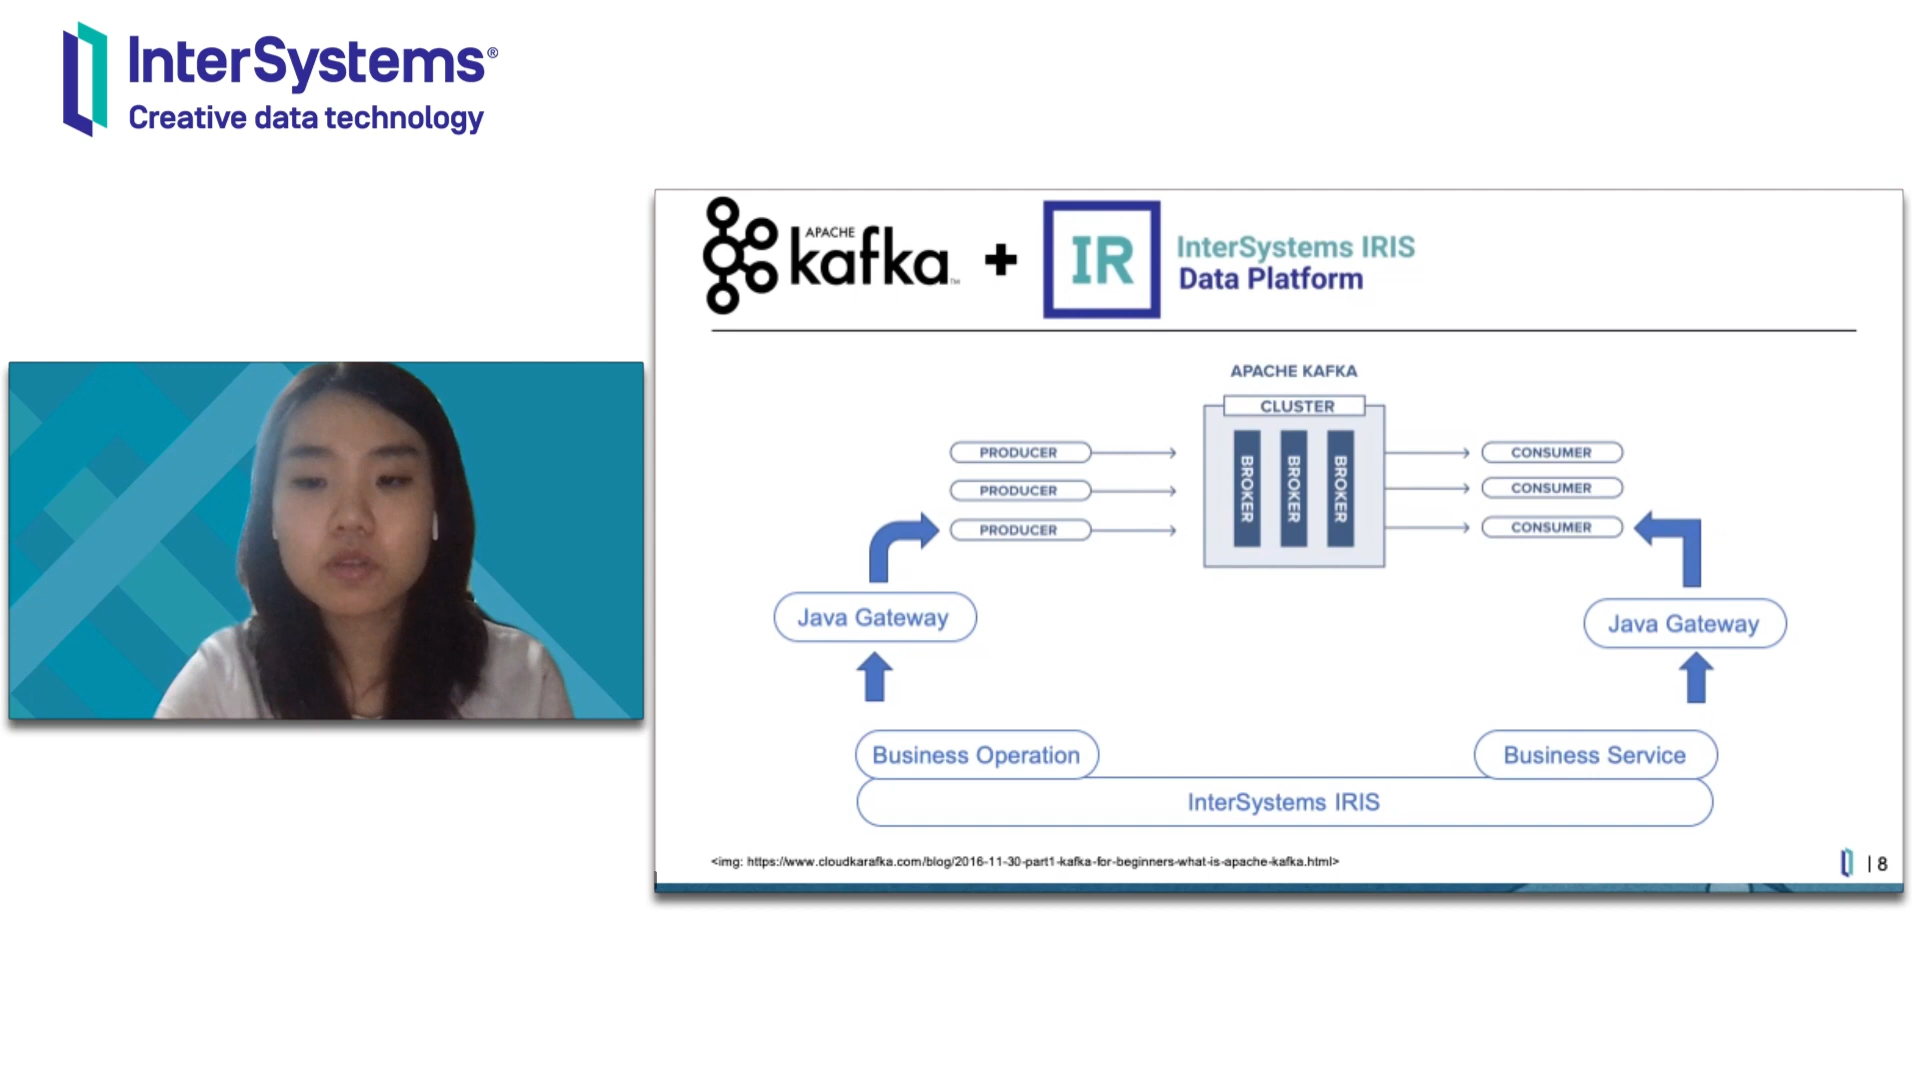 InterSystems®
Creative data technology
APACHE
kafka™
+
IR
InterSystems IRIS
Data Platform
APACHE KAFKA
CLUSTER
PRODUCER
PRODUCER
PRODUCER
BROKER
BROKER
BROKER
CONSUMER
CONSUMER
CONSUMER
Java Gateway
Java Gateway
Business Operation
Business Service
InterSystems IRIS
<img: https://www.cloudkarafka.com/blog/2016-11-30-part1-kafka-for-beginners-what-is-apache-kafka.html>
| 8